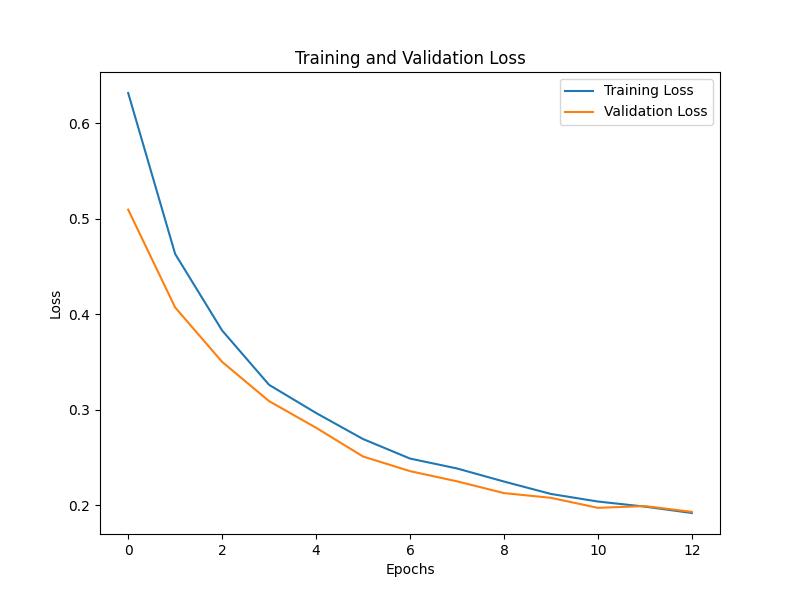 Training and Validation Loss
Training Loss
Validation Loss
0.6
0.5
0.4
0.3
0.2
Loss
0 2 4 6 8 10 12
Epochs